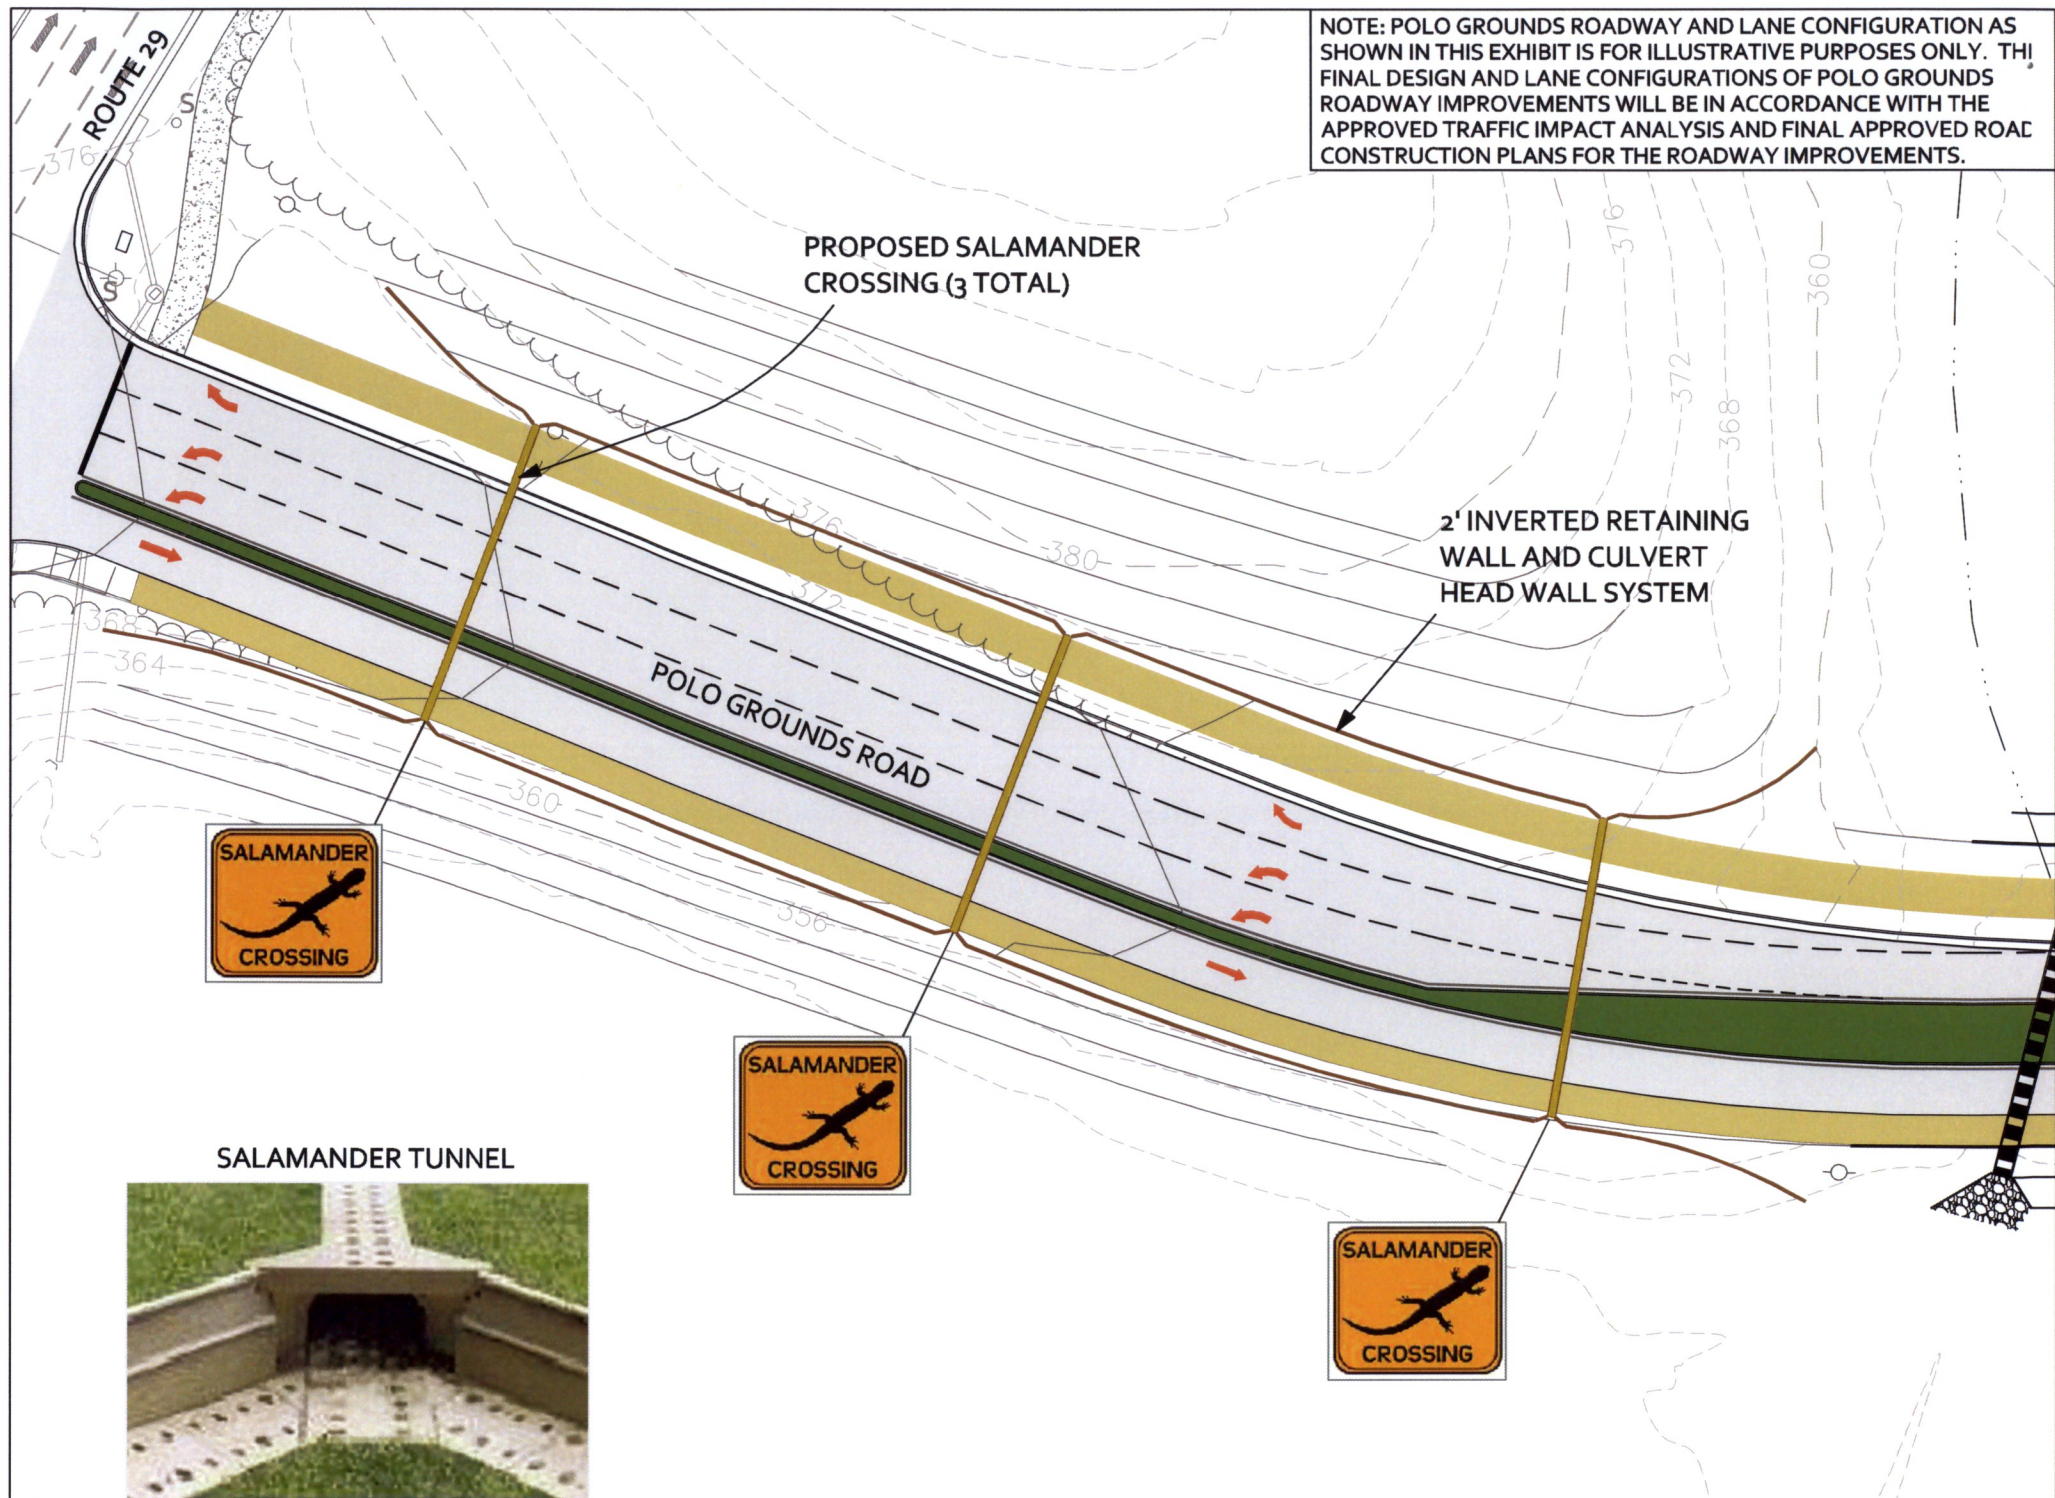 NOTE: POLO GROUNDS ROADWAY AND LANE CONFIGURATION AS
SHOWN IN THIS EXHIBIT IS FOR ILLUSTRATIVE PURPOSES ONLY. TH
FINAL DESIGN AND LANE CONFIGURATIONS OF POLO GROUNDS
ROADWAY IMPROVEMENTS WILL BE IN ACCORDANCE WITH THE
APPROVED TRAFFIC IMPACT ANALYSIS AND FINAL APPROVED ROAD
CONSTRUCTION PLANS FOR THE ROADWAY IMPROVEMENTS.
ROUTE 29
S
376
S
PROPOSED SALAMANDER
CROSSING (3 TOTAL)
376
360
372
368
2' INVERTED RETAINING
WALL AND CULVERT
HEAD WALL SYSTEM
376
380
372
368
364
POLO GROUNDS ROAD
360
356
SALAMANDER
CROSSING
SALAMANDER
CROSSING
SALAMANDER
CROSSING
SALAMANDER TUNNEL